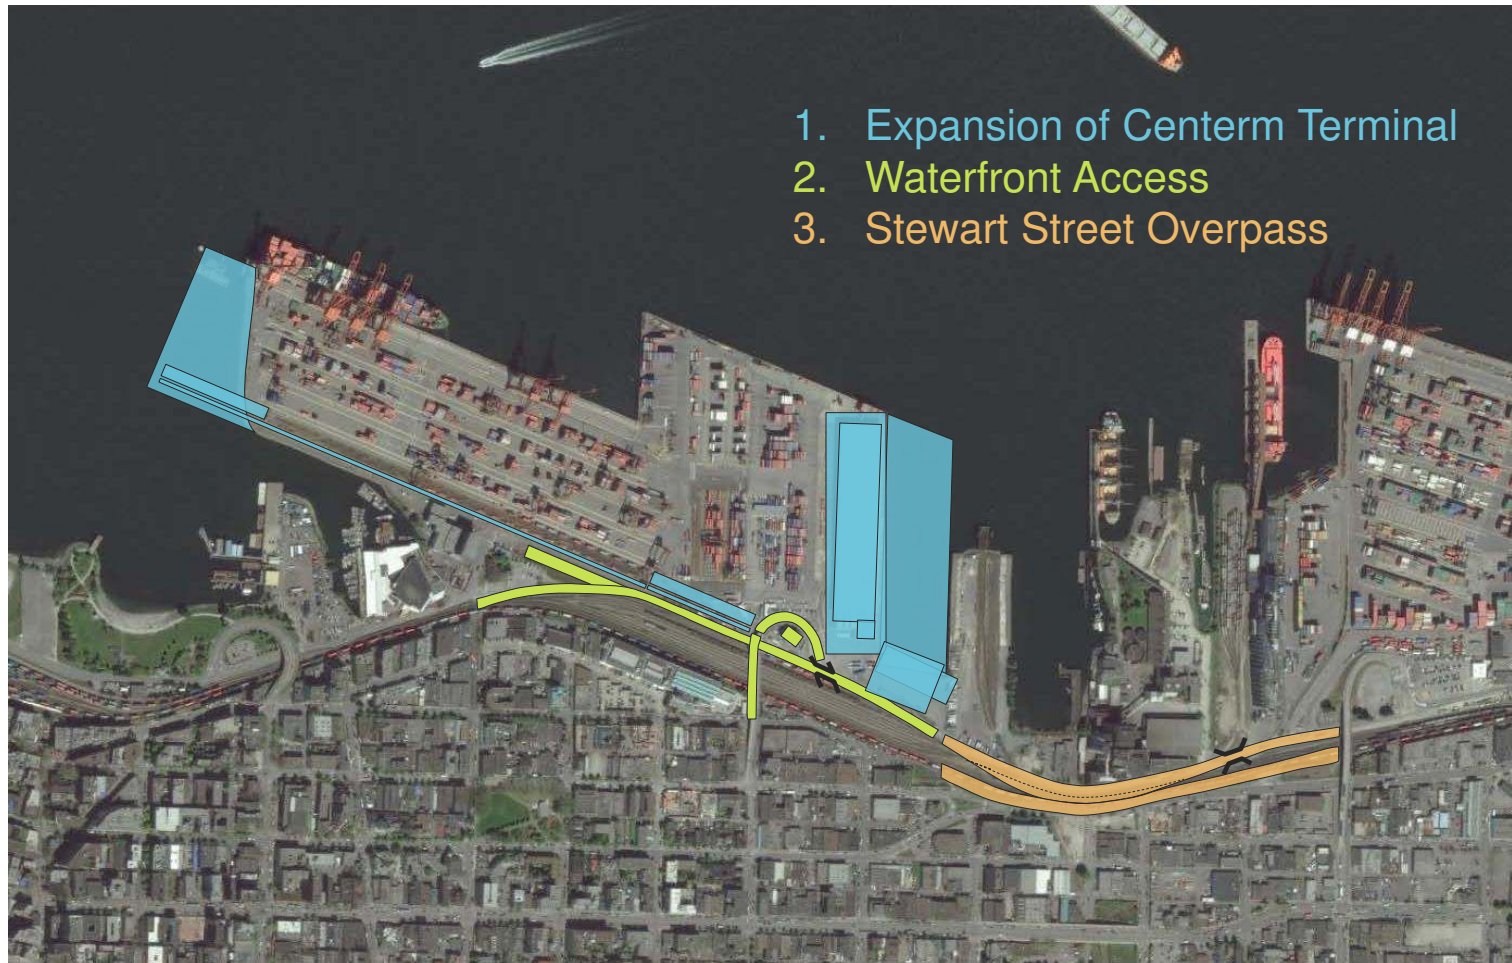 1. Expansion of Centerm Terminal
2. Waterfront Access
3. Stewart Street Overpass